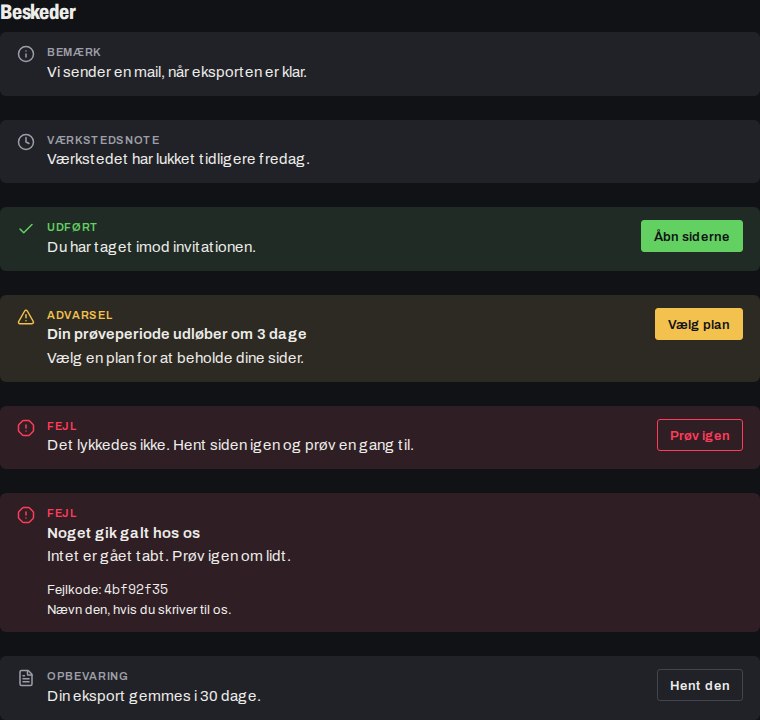 Beskeder
BEMÆRK
Vi sender en mail, når eksporten er klar.
VÆRKSTEDSNOTE
Værkstedet har lukket tidligere fredag.
UDFØRT
Du har taget imod invitationen.
Åbn siderne
ADVARSEL
Din prøveperiode udløber om 3 dage
Vælg en plan for at beholde dine sider.
Vælg plan
FEJL
Det lykkedes ikke. Hent siden igen og prøv en gang til.
Prøv igen
FEJL
Noget gik galt hos os
Intet er gået tabt. Prøv igen om lidt.
Fejlkode: 4bf92f35
Nævn den, hvis du skriver til os.
OPBEVARING
Din eksport gemmes i 30 dage.
Hent den